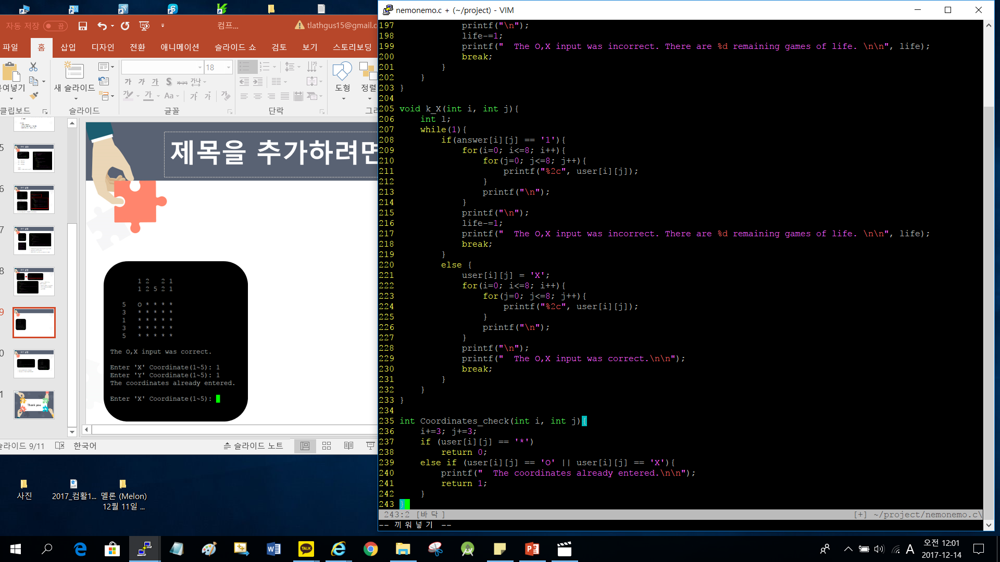 자동 저장 끔
컴프...
tlathgus15@gmail.c
파일 홈 삽입 디자인 전환 애니메이션 슬라이드 쇼 검토 보기 스토리보딩
18
새 슬라이드
도형
정렬
슬라이드
글꼴
단락
5
6
7
8
9
제목을 추가하려면
1 2 2 1
1 2 5 2 1
5 O * * * *
3 * * * * *
1 * * * * *
3 * * * * *
5 * * * * *
The O,X input was correct.
Enter 'X' Coordinate(1~5): 1
Enter 'Y' Coordinate(1~5): 1
The coordinates already entered.
Enter 'X' Coordinate(1~5):
Thank you
슬라이드 9/11 한국어 슬라이드 노트
사진
2017_컴활1...
멜론 (Melon)
12월 11일 ...
nemonemo.c + (~/project) - VIM
197 printf("\n");
198 life-=1;
199 printf("  The O,X input was incorrect. There are %d remaining games of life. \n\n", life);
200 break;
201 }
202 }
203 }
204
205 void k_X(int i, int j){
206 int l;
207 while(1){
208 if(answer[i][j] == '1'){
209 for(i=0; i<=8; i++){
210 for(j=0; j<=8; j++){
211 printf("%2c", user[i][j]);
212 }
213 printf("\n");
214 }
215 printf("\n");
216 life-=1;
217 printf("  The O,X input was incorrect. There are %d remaining games of life. \n\n", life);
218 break;
219 }
220 else {
221 user[i][j] = 'X';
222 for(i=0; i<=8; i++){
223 for(j=0; j<=8; j++){
224 printf("%2c", user[i][j]);
225 }
226 printf("\n");
227 }
228 printf("\n");
229 printf("  The O,X input was correct.\n\n");
230 break;
231 }
232 }
233 }
234
235 int Coordinates_check(int i, int j){
236 i+=3; j+=3;
237 if (user[i][j] == '*')
238 return 0;
239 else if (user[i][j] == 'O' || user[i][j] == 'X'){
240 printf("  The coordinates already entered.\n\n");
241 return 1;
242 }
243 }
243:2 [바닥] [+] ~/project/nemonemo.c\
-- 끼워넣기 --
TALK
A
오전 12:01
2017-12-14